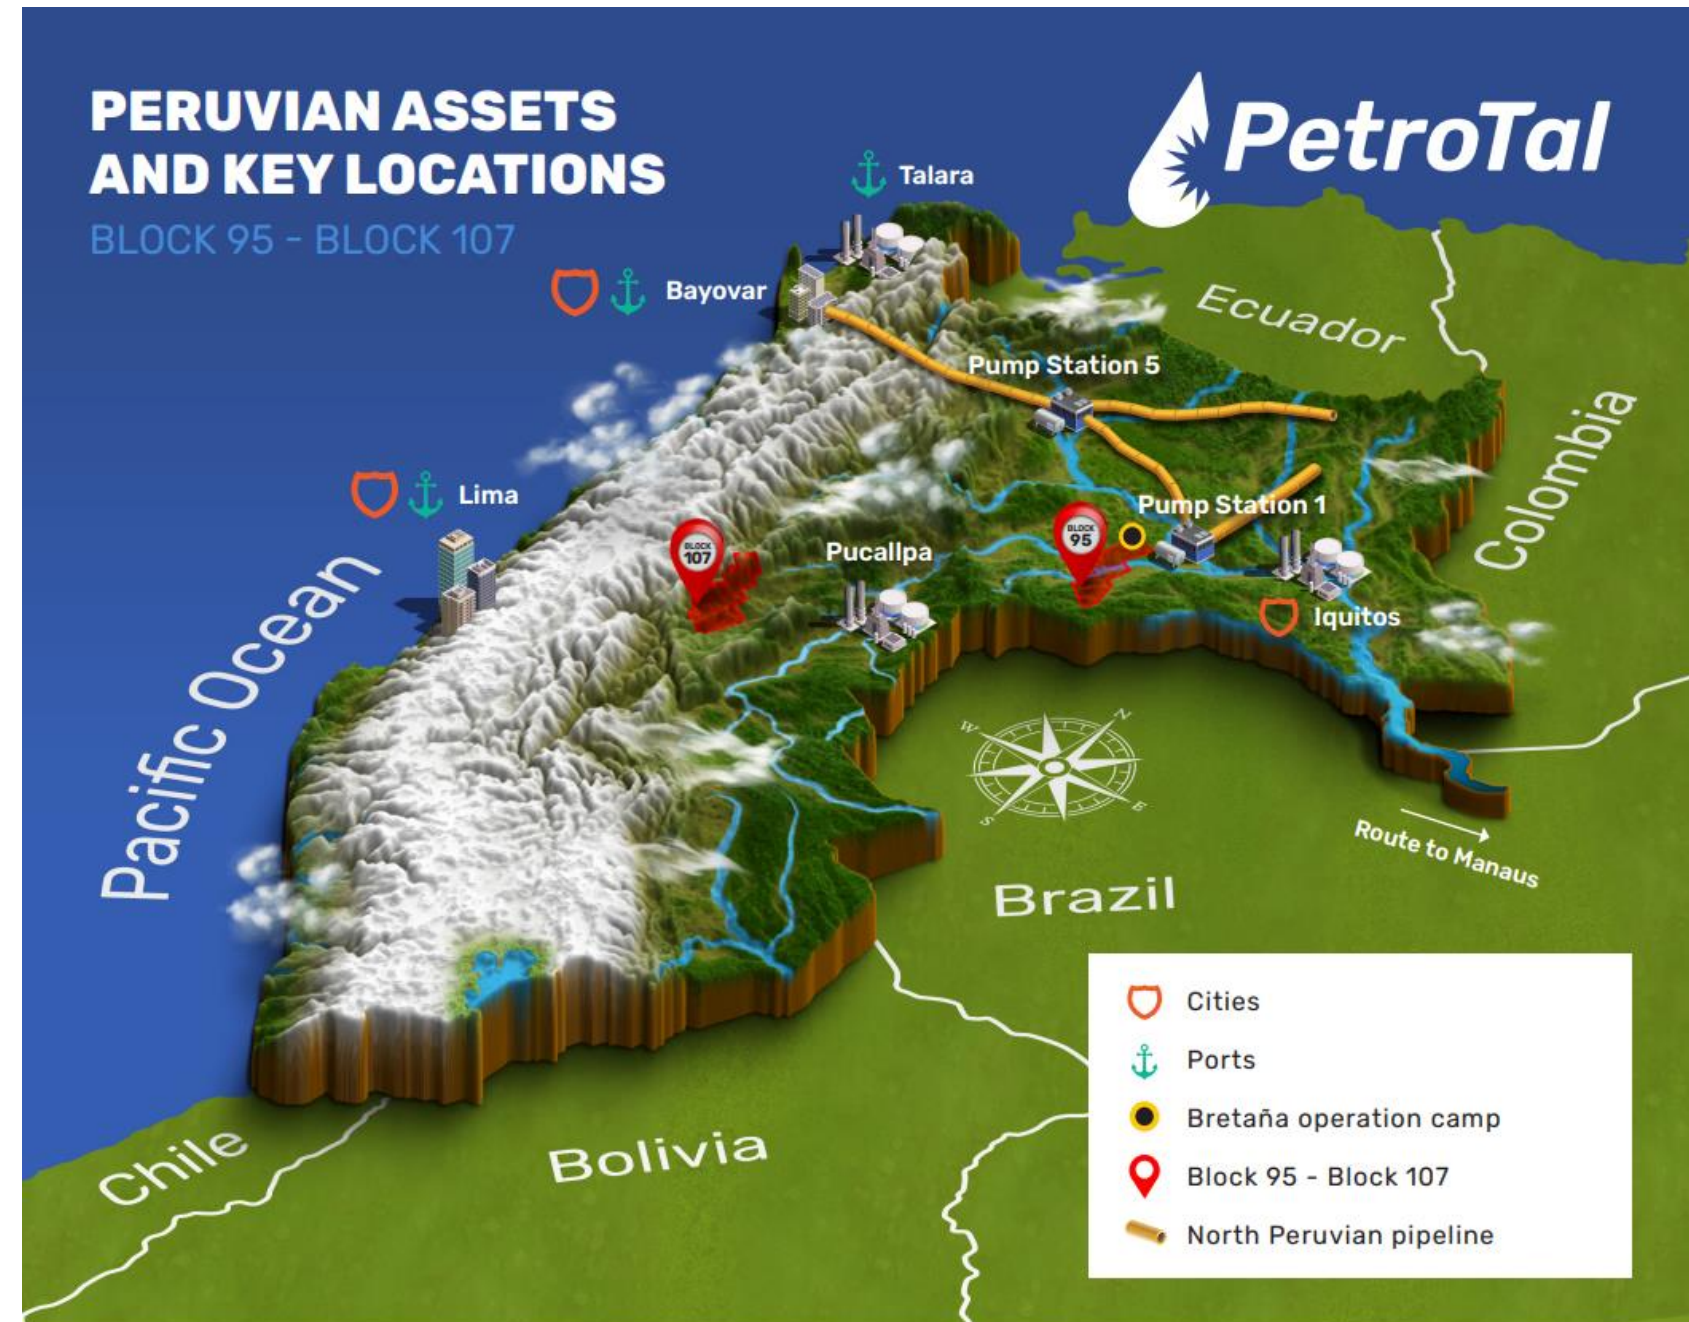 PERUVIAN ASSETS
AND KEY LOCATIONS
BLOCK 95 - BLOCK 107
PetroTal
Talara
Bayovar
Ecuador
Pump Station 5
Colombia
Lima
Pump Station 1
BLOCK
107
BLOCK
95
Pucallpa
Iquitos
Pacific Ocean
N
W
E
S
Route to Manaus
Brazil
Chile
Bolivia
Cities
Ports
Bretaña operation camp
Block 95 - Block 107
North Peruvian pipeline